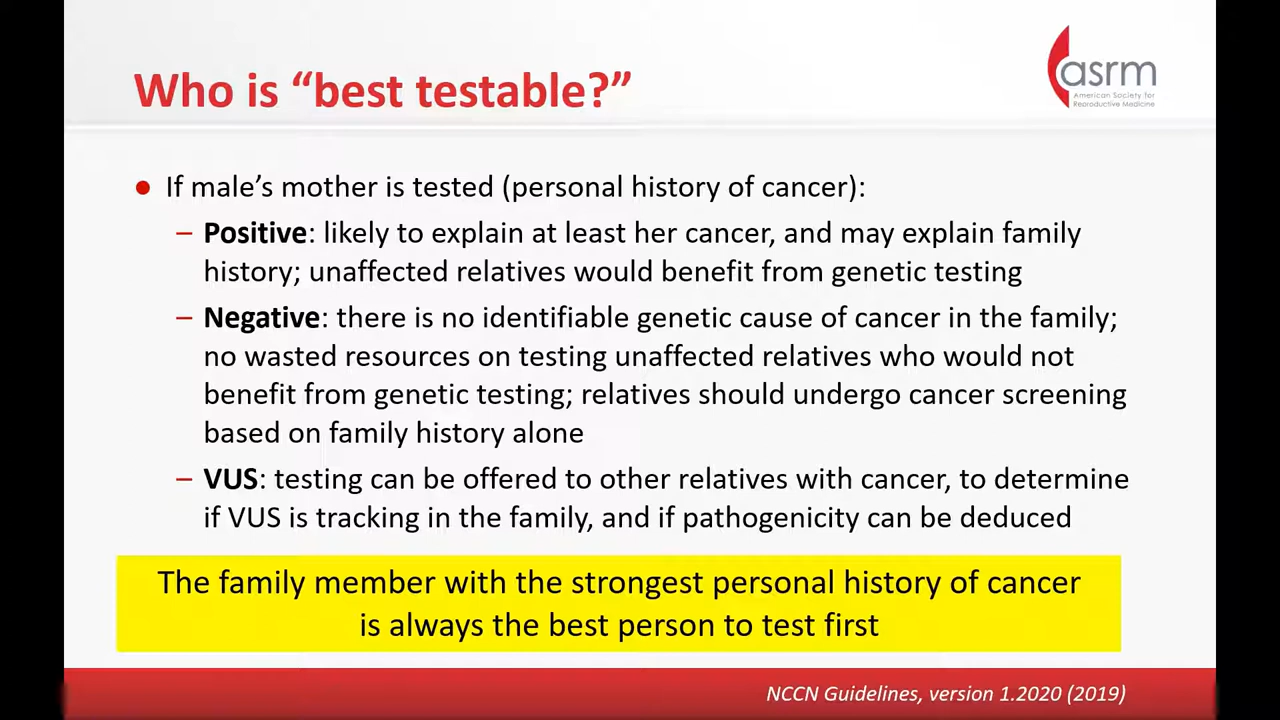 Who is “best testable?”
asrm
American Society for
Reproductive Medicine
● If male’s mother is tested (personal history of cancer):
– Positive: likely to explain at least her cancer, and may explain family
history; unaffected relatives would benefit from genetic testing
– Negative: there is no identifiable genetic cause of cancer in the family;
no wasted resources on testing unaffected relatives who would not
benefit from genetic testing; relatives should undergo cancer screening
based on family history alone
– VUS: testing can be offered to other relatives with cancer, to determine
if VUS is tracking in the family, and if pathogenicity can be deduced
The family member with the strongest personal history of cancer
is always the best person to test first
NCCN Guidelines, version 1.2020 (2019)